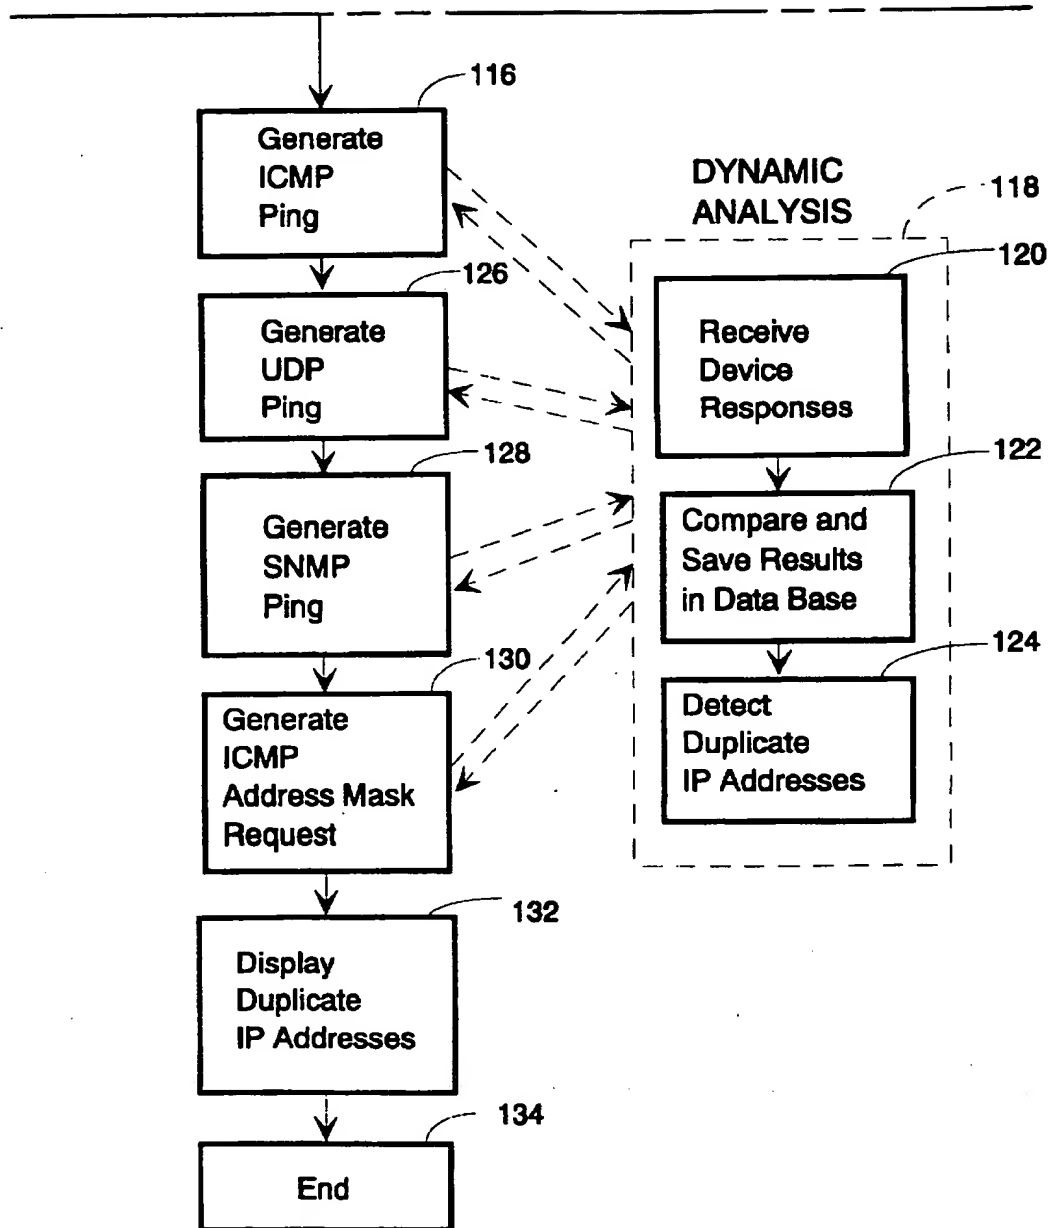 116
Generate
ICMP
Ping
126
Generate
UDP
Ping
128
Generate
SNMP
Ping
130
Generate
ICMP
Address Mask
Request
132
Display
Duplicate
IP Addresses
134
End
DYNAMIC
ANALYSIS
118
120
Receive
Device
Responses
122
Compare and
Save Results
in Data Base
124
Detect
Duplicate
IP Addresses